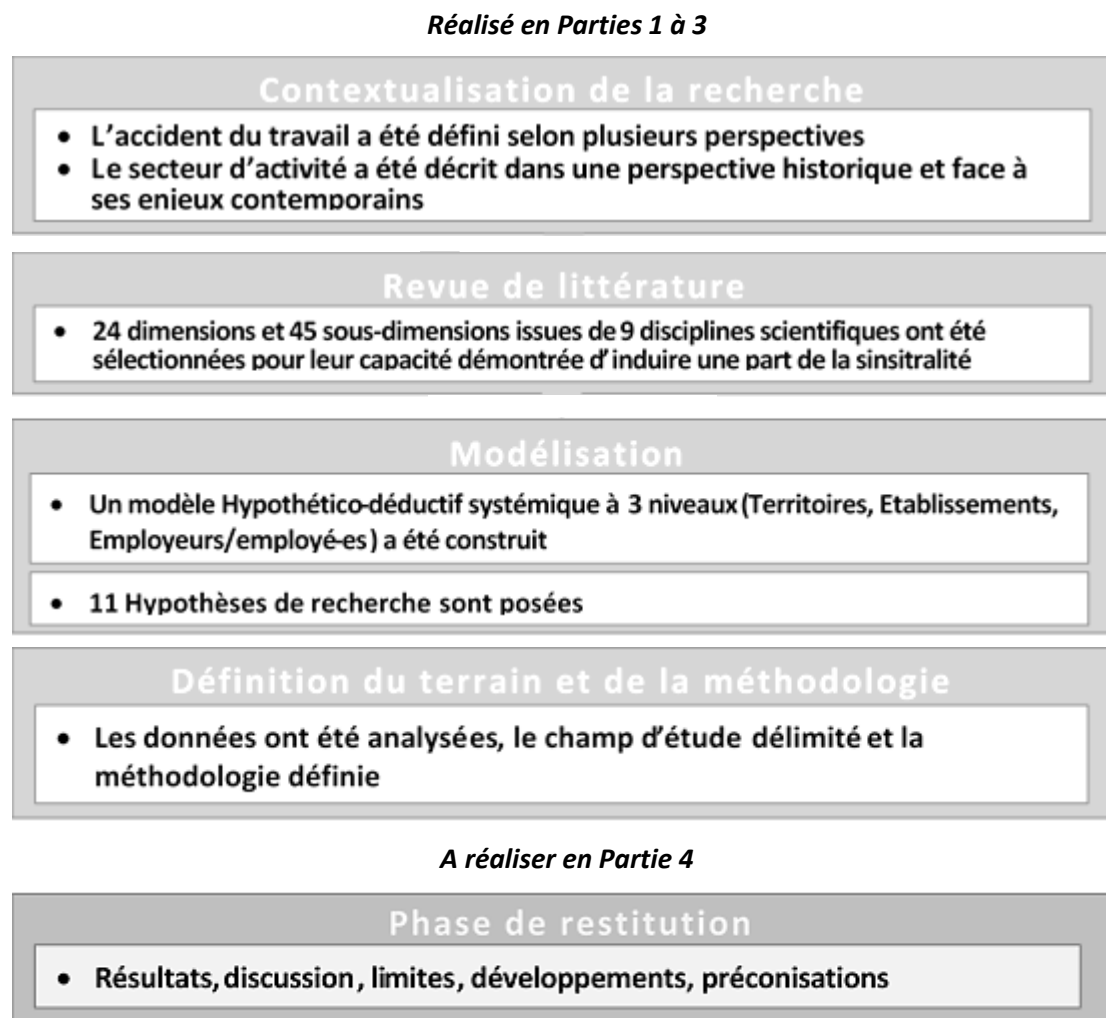 Réalisé en Parties 1 à 3
Contextualisation de la recherche
• L'accident du travail a été défini selon plusieurs perspectives
• Le secteur d'activité a été décrit dans une perspective historique et face à
ses enjeux contemporains
Revue de littérature
• 24 dimensions et 45 sous-dimensions issues de 9 disciplines scientifiques ont été
sélectionnées pour leur capacité démontrée d'induire une part de la sinsitralité
Modélisation
• Un modèle Hypothético-déductif systémique à 3 niveaux (Territoires, Etablissements,
Employeurs/employé-es) a été construit
• 11 Hypothèses de recherche sont posées
Définition du terrain et de la méthodologie
• Les données ont été analysées, le champ d'étude délimité et la
méthodologie définie
A réaliser en Partie 4
Phase de restitution
• Résultats, discussion, limites, développements, préconisations